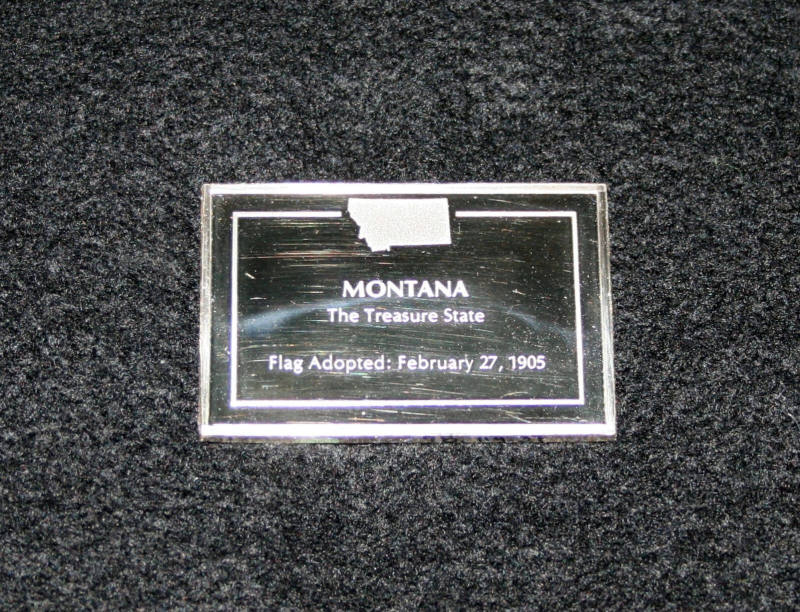 MONTANA
The Treasure State
Flag Adopted: February 27, 1905